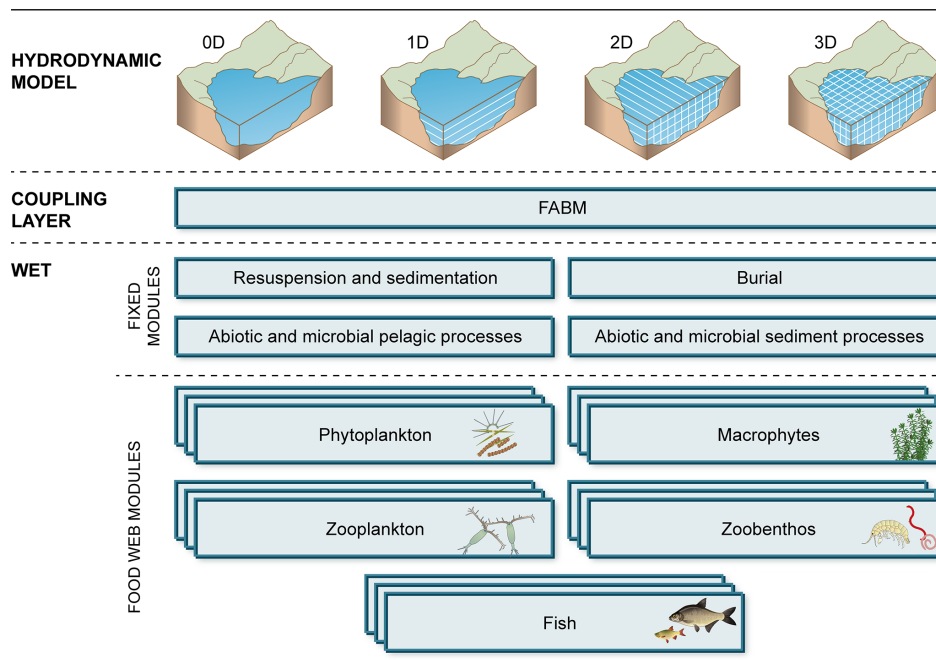 HYDRODYNAMIC
MODEL
0D
1D
2D
3D
COUPLING
LAYER
FABM
WET
FIXED
MODULES
Resuspension and sedimentation
Burial
Abiotic and microbial pelagic processes
Abiotic and microbial sediment processes
FOOD WEB MODULES
Phytoplankton
Macrophytes
Zooplankton
Zoobenthos
Fish